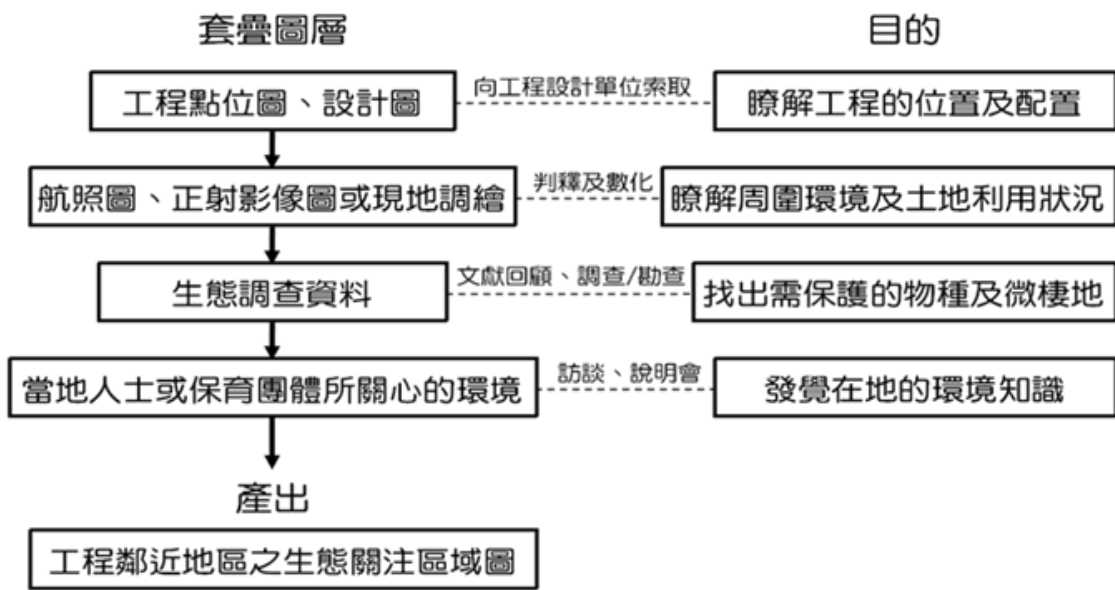 套疊圖層
目的
工程點位圖、設計圖
向工程設計單位索取
瞭解工程的位置及配置
航照圖、正射影像圖或現地調繪
判釋及數化
瞭解周圍環境及土地利用狀況
生態調查資料
文獻回顧、調查/勘查
找出需保護的物種及微棲地
當地人士或保育團體所關心的環境
訪談、說明會
發覺在地的環境知識
產出
工程鄰近地區之生態關注區域圖